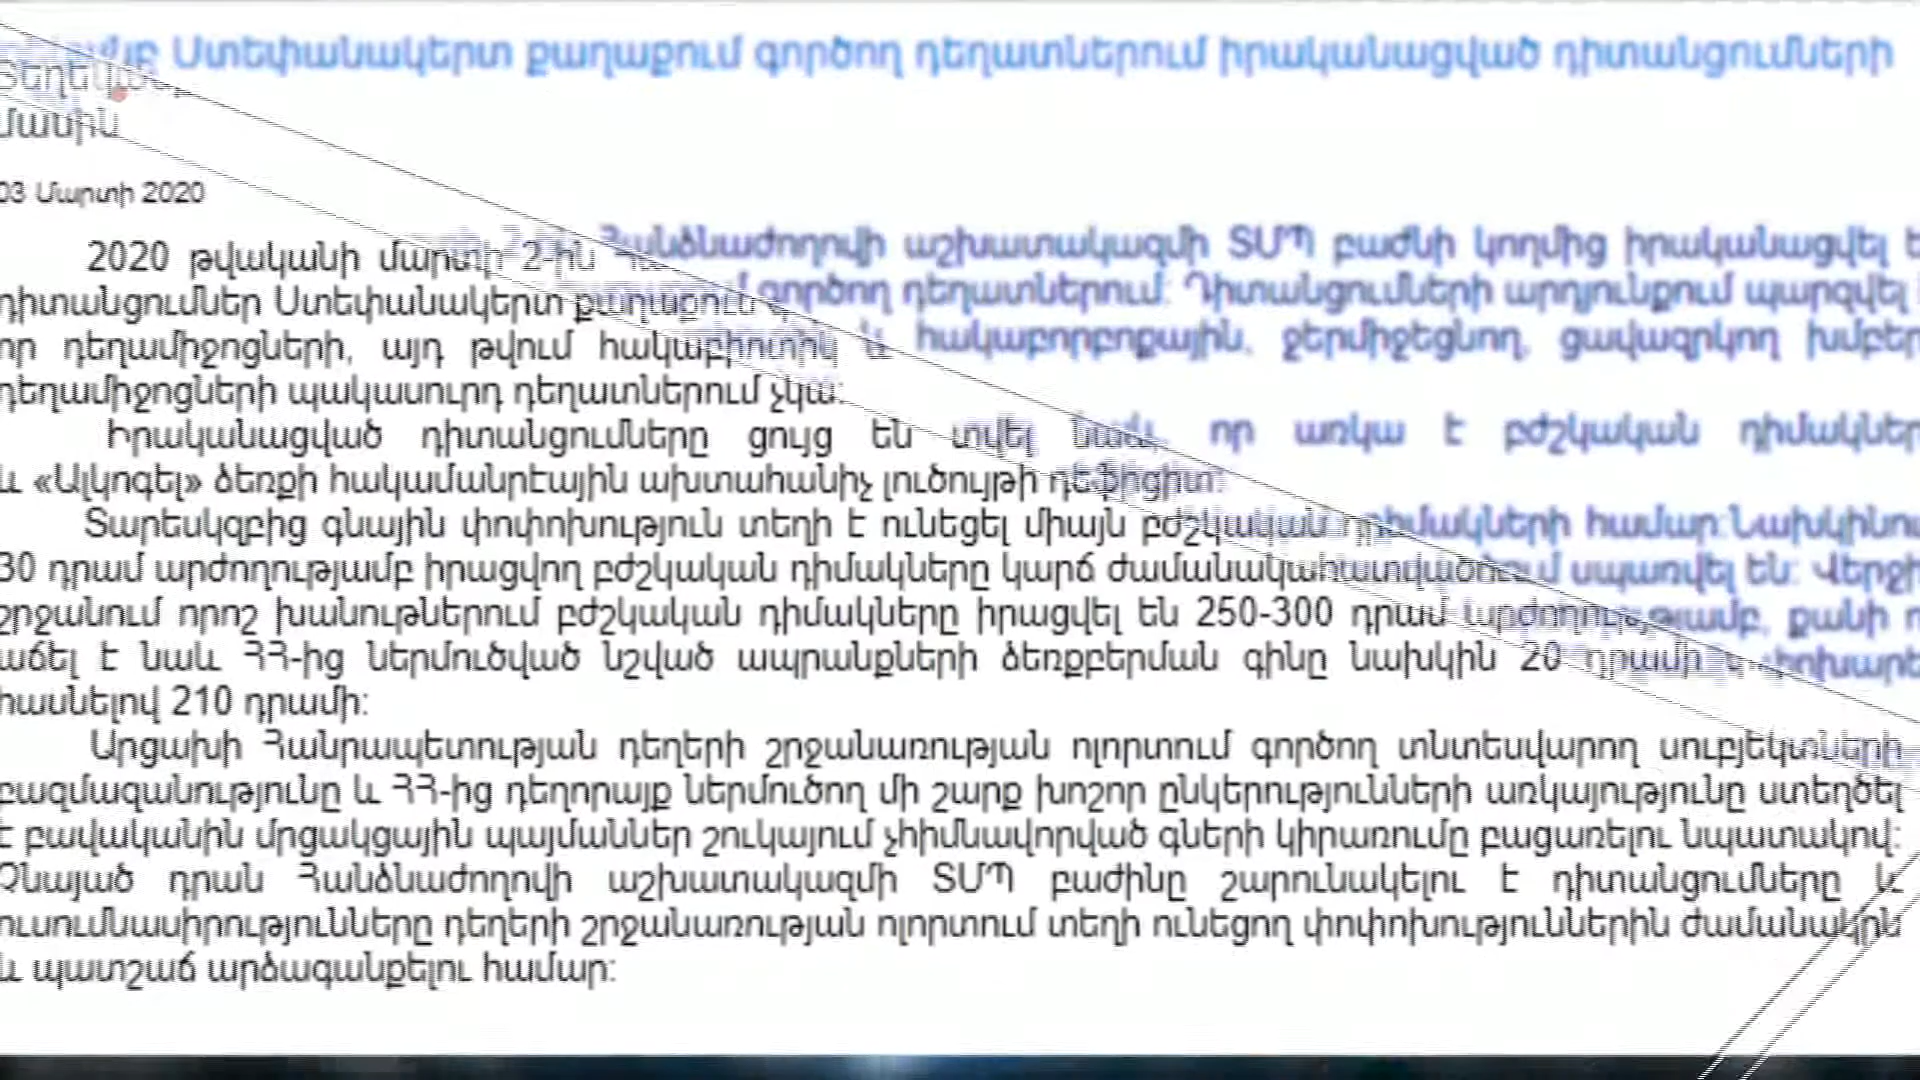 Ստեփանակերտ քաղաքում գործող դեղատներում իրականացված դիտանցումների
մասին
03 Մարտի 2020
2020 թվականի մարտի 2-ին Հանձնաժողովի աշխատակազմի ՏՄՊ բաժնի կողմից իրականացվել է
դիտանցումներ Ստեփանակերտ քաղաքում գործող դեղատներում: Դիտանցումների արդյունքում պարզվել
որ դեղամիջոցների, այդ թվում հակաբիոտիկ և հակաբորբոքային, ջերմիջեցնող, ցավազրկող խմբեր
դեղամիջոցների պակասուրդ դեղատներում չկա:
Իրականացված դիտանցումները ցույց են տվել նաև, որ առկա է բժշկական դիմակներ
և «Ալկոգել» ձեռքի հակամանրէային ախտահանիչ լուծույթի դեֆիցիտ:
Տարեսկզբից գնային փոփոխություն տեղի է ունեցել միայն բժշկական դիմակների համար: Նախկինու
30 դրամ արժողությամբ իրացվող բժշկական դիմակները կարճ ժամանակահատվածում սպառվել են: Վերջի
շրջանում որոշ խանութներում բժշկական դիմակները իրացվել են 250-300 դրամ արժողությամբ, քանի ո
աճել է նաև ՀՀ-ից ներմուծված նշված ապրանքների ձեռքբերման գինը նախկին 20 դրամի փոխարե
հասնելով 210 դրամի:
Արցախի Հանրապետության դեղերի շրջանառության ոլորտում գործող տնտեսվարող սուբյեկտների
բազմազանությունը և ՀՀ-ից դեղորայք ներմուծող մի շարք խոշոր ընկերությունների առկայությունը ստեղծել
է բավականին մրցակցային պայմաններ շուկայում չհիմնավորված գների կիրառումը բացառելու նպատակով:
Չնայած դրան Հանձնաժողովի աշխատակազմի ՏՄՊ բաժինը շարունակելու է դիտանցումները և
ուսումնասիրությունները դեղերի շրջանառության ոլորտում տեղի ունեցող փոփոխություններին ժամանակին
և պատշաճ արձագանքելու համար: